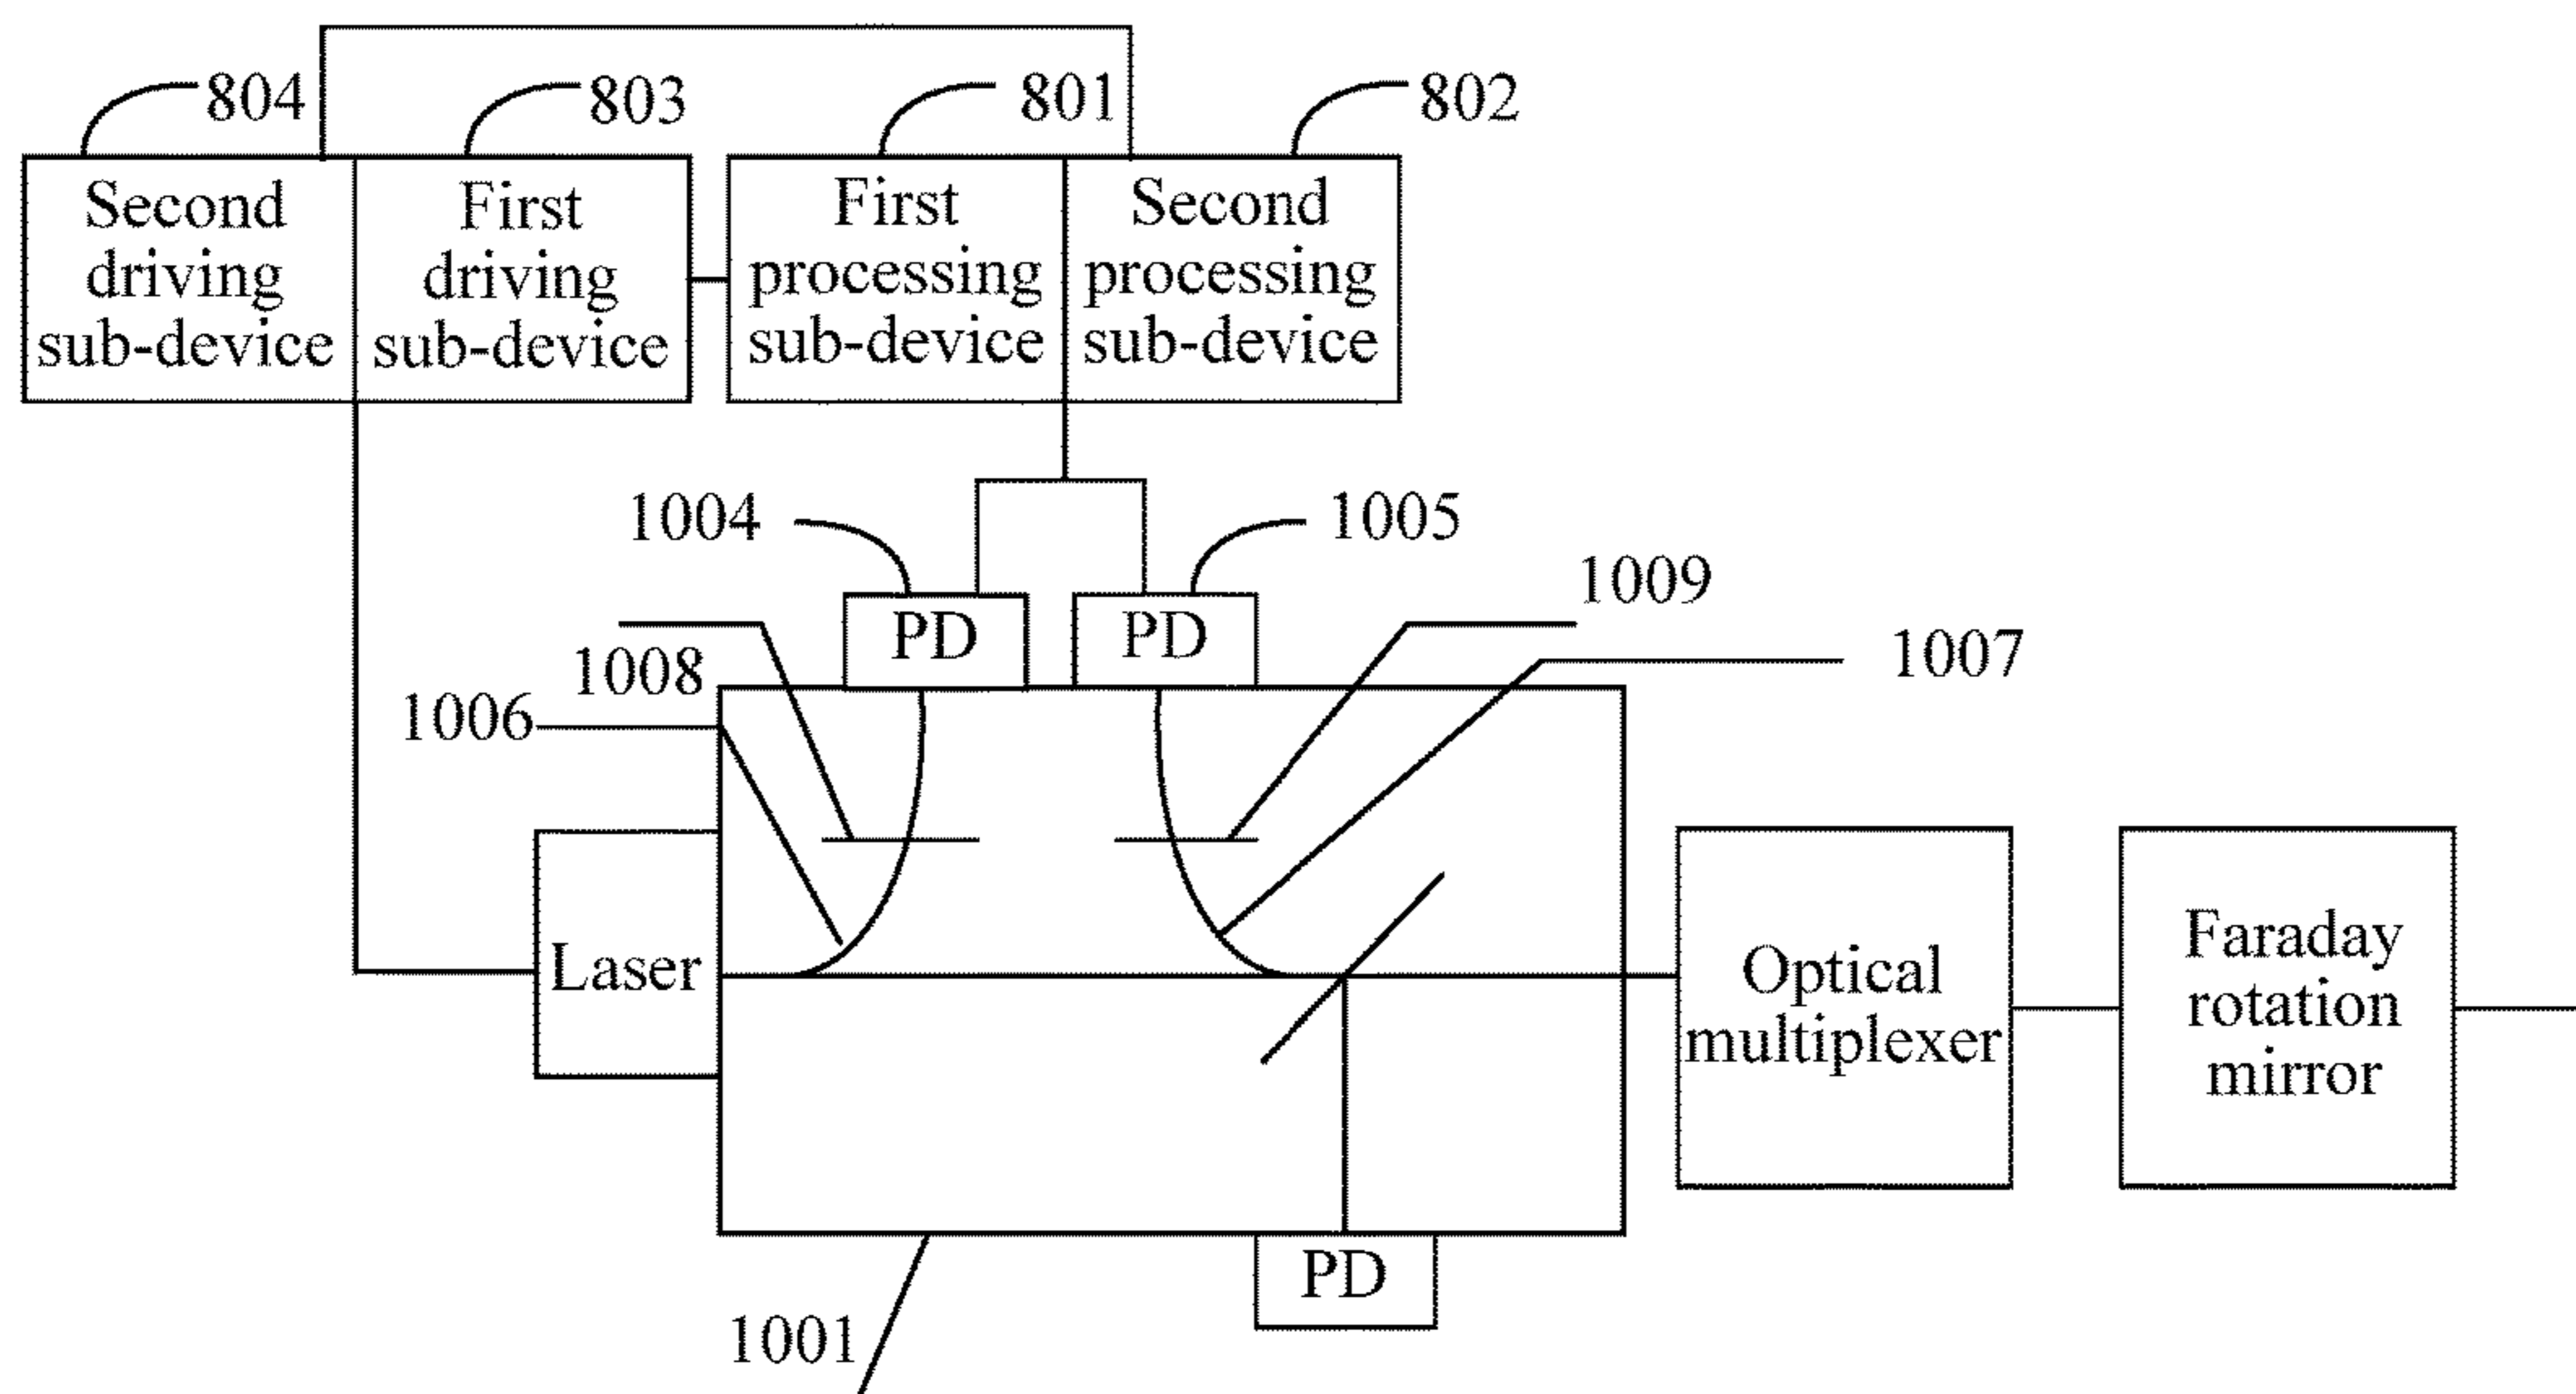 804
803
801
802
Second
driving
sub-device
First
driving
sub-device
First
processing
sub-device
Second
processing
sub-device
1004
1005
1009
1007
1008
1006
PD
PD
Laser
Optical
multiplexer
Faraday
rotation
mirror
PD
1001